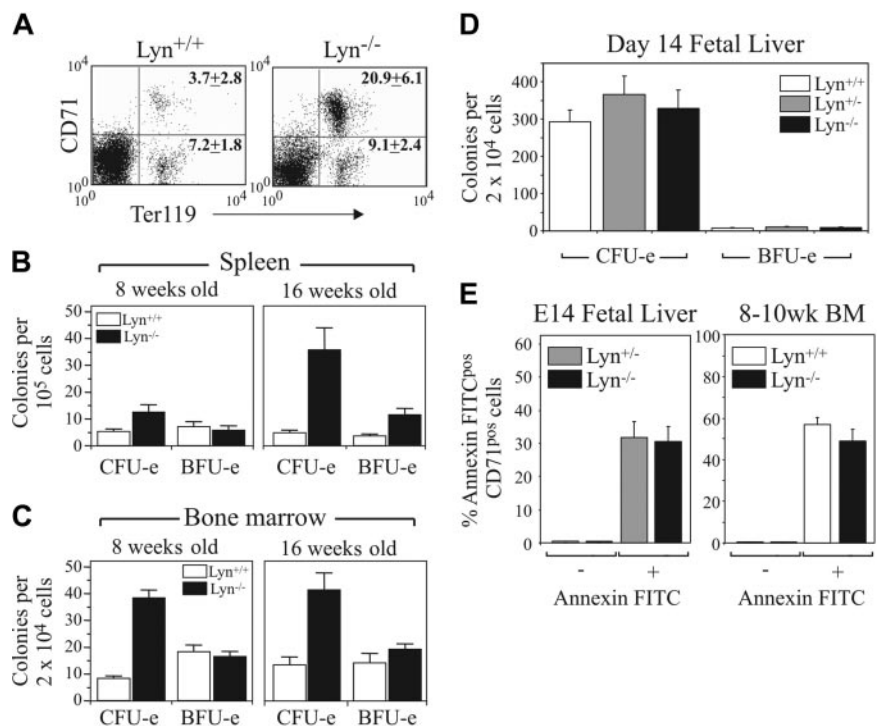 A
Lyn+/+ Lyn-/-
10^4 10^4
3.7±2.8 20.9±6.1
CD71
7.2±1.8 9.1±2.4
10^0 10^0
10^0 10^4 10^0 10^4
Ter119
B
Spleen
8 weeks old 16 weeks old
Colonies per
10^5 cells
50
40
30
20
10
0
Lyn+/+
Lyn-/-
CFU-e BFU-e CFU-e BFU-e
C
Bone marrow
8 weeks old 16 weeks old
Colonies per
2 x 10^4 cells
50
40
30
20
10
0
Lyn+/+
Lyn-/-
CFU-e BFU-e CFU-e BFU-e
D
Day 14 Fetal Liver
Colonies per
2 x 10^4 cells
400
300
200
100
0
Lyn+/+
Lyn+/-
Lyn-/-
CFU-e BFU-e
E
E14 Fetal Liver 8-10wk BM
% Annexin FITCpos
CD71pos cells
60
50
40
30
20
10
0
Lyn+/-
Lyn-/-
100
80
60
40
20
0
Lyn+/+
Lyn-/-
- + - +
Annexin FITC Annexin FITC